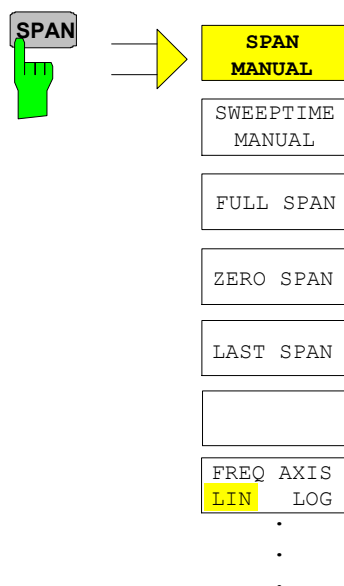 SPAN
SPAN
MANUAL
SWEEPTIME
MANUAL
FULL SPAN
ZERO SPAN
LAST SPAN
FREQ AXIS
LIN LOG
.
.
.